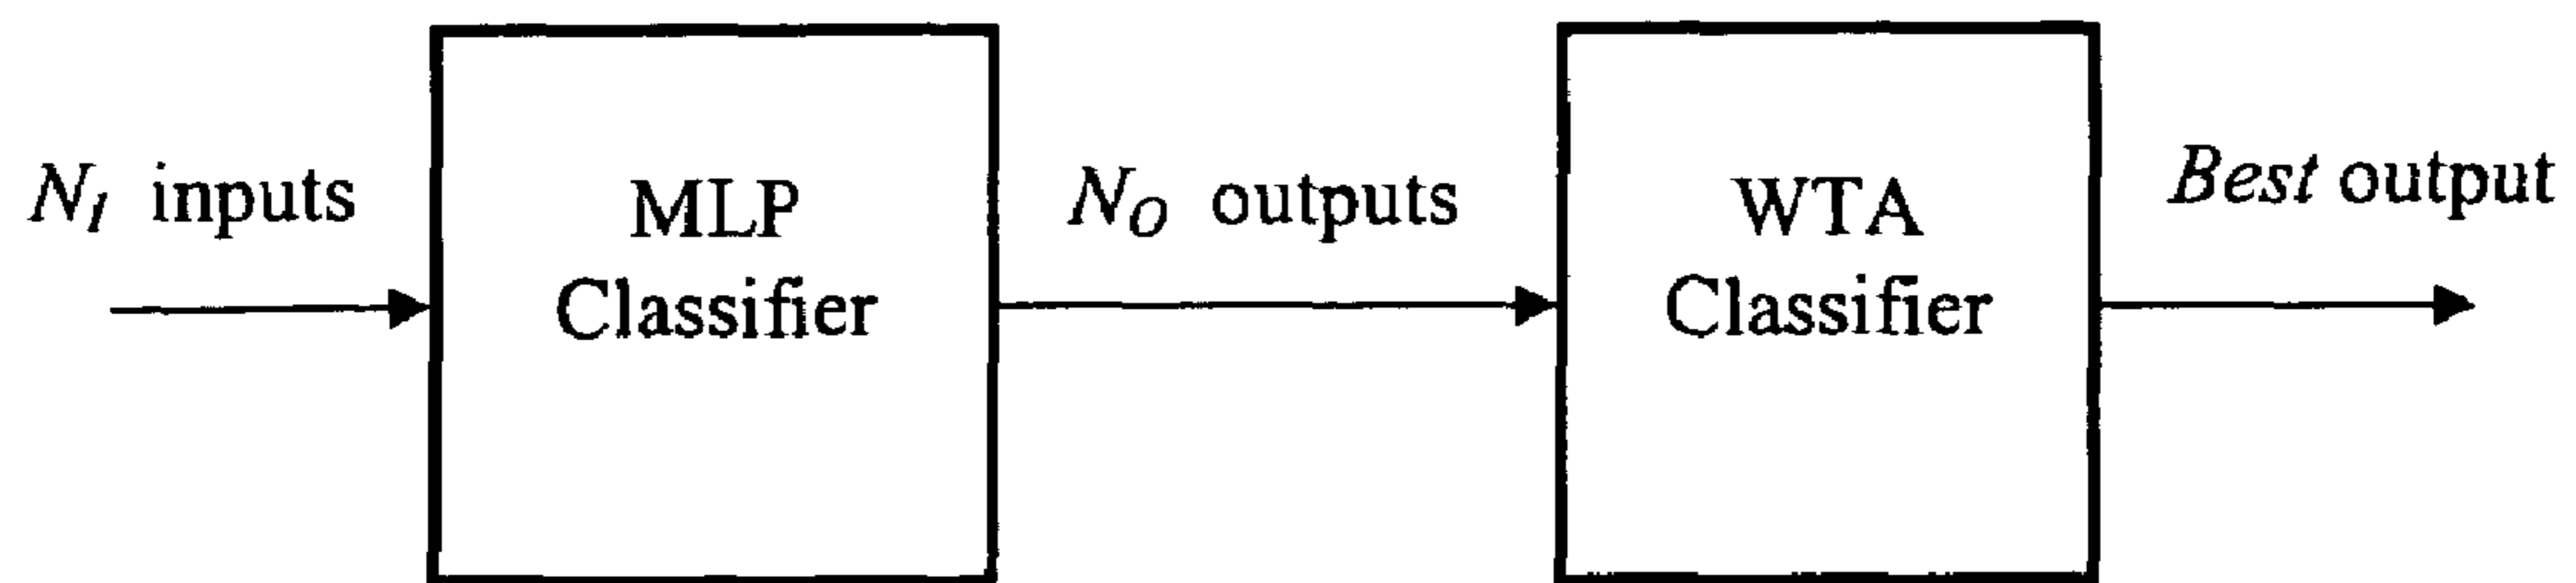 N_I inputs
MLP
Classifier
N_O outputs
WTA
Classifier
Best output